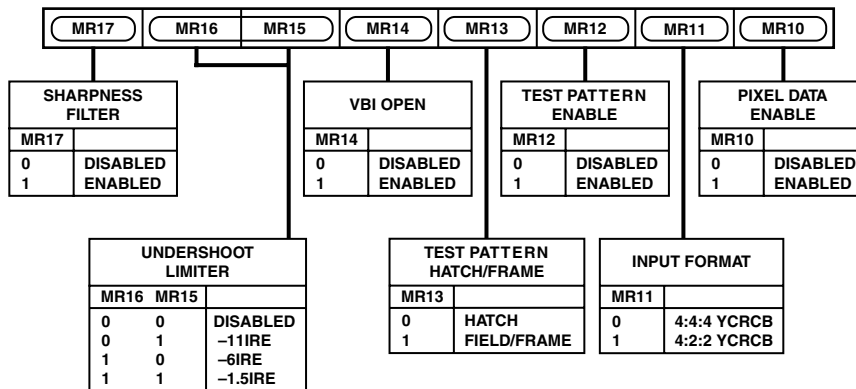 MR17 MR16 MR15 MR14 MR13 MR12 MR11 MR10
SHARPNESS
FILTER
MR17
0 DISABLED
1 ENABLED
VBI OPEN
MR14
0 DISABLED
1 ENABLED
TEST PATTERN
ENABLE
MR12
0 DISABLED
1 ENABLED
PIXEL DATA
ENABLE
MR10
0 DISABLED
1 ENABLED
UNDERSHOOT
LIMITER
MR16 MR15
0 0 DISABLED
0 1 –11IRE
1 0 –6IRE
1 1 –1.5IRE
TEST PATTERN
HATCH/FRAME
MR13
0 HATCH
1 FIELD/FRAME
INPUT FORMAT
MR11
0 4:4:4 YCRCB
1 4:2:2 YCRCB